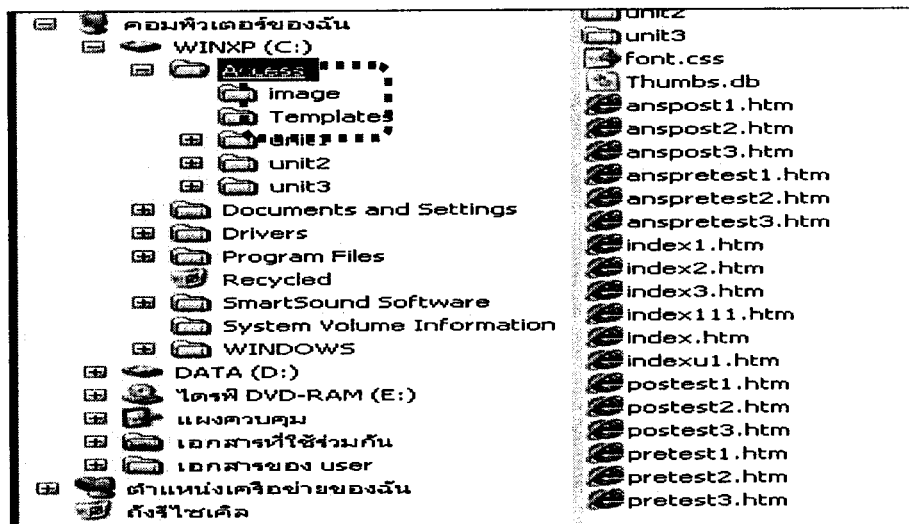 คอมพิวเตอร์ของฉัน
WINXP (C:)
Access
image
Templates
unit1
unit2
unit3
Documents and Settings
Drivers
Program Files
Recycled
SmartSound Software
System Volume Information
WINDOWS
DATA (D:)
ไดรฟ์ DVD-RAM (E:)
แผงควบคุม
เอกสารที่ใช้ร่วมกัน
เอกสารของ user
ตำแหน่งเครือข่ายของฉัน
ถังรีไซเคิล
unit2
unit3
font.css
Thumbs.db
anspost1.htm
anspost2.htm
anspost3.htm
anspretest1.htm
anspretest2.htm
anspretest3.htm
index1.htm
index2.htm
index3.htm
index111.htm
index.htm
indexu1.htm
postest1.htm
postest2.htm
postest3.htm
pretest1.htm
pretest2.htm
pretest3.htm